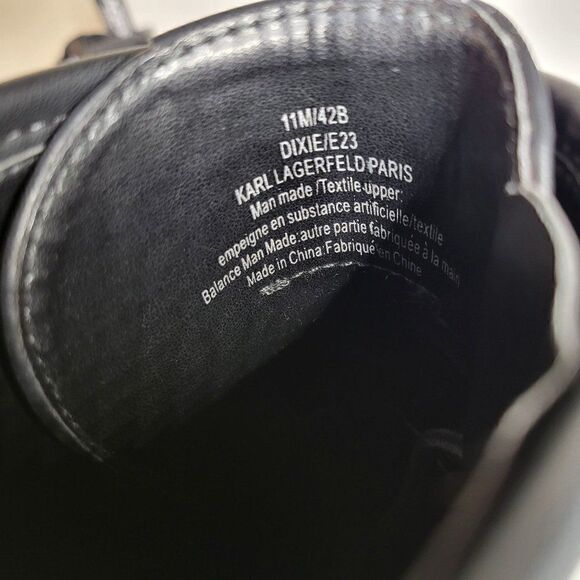 11M/42B
DIXIE/E23
KARL LAGERFELD PARIS
Man made /Textile upper:
empeigne en substance artificielle/textile
Balance Man Made:autre partie fabriquée à la main
Made in China:Fabriqué en Chine